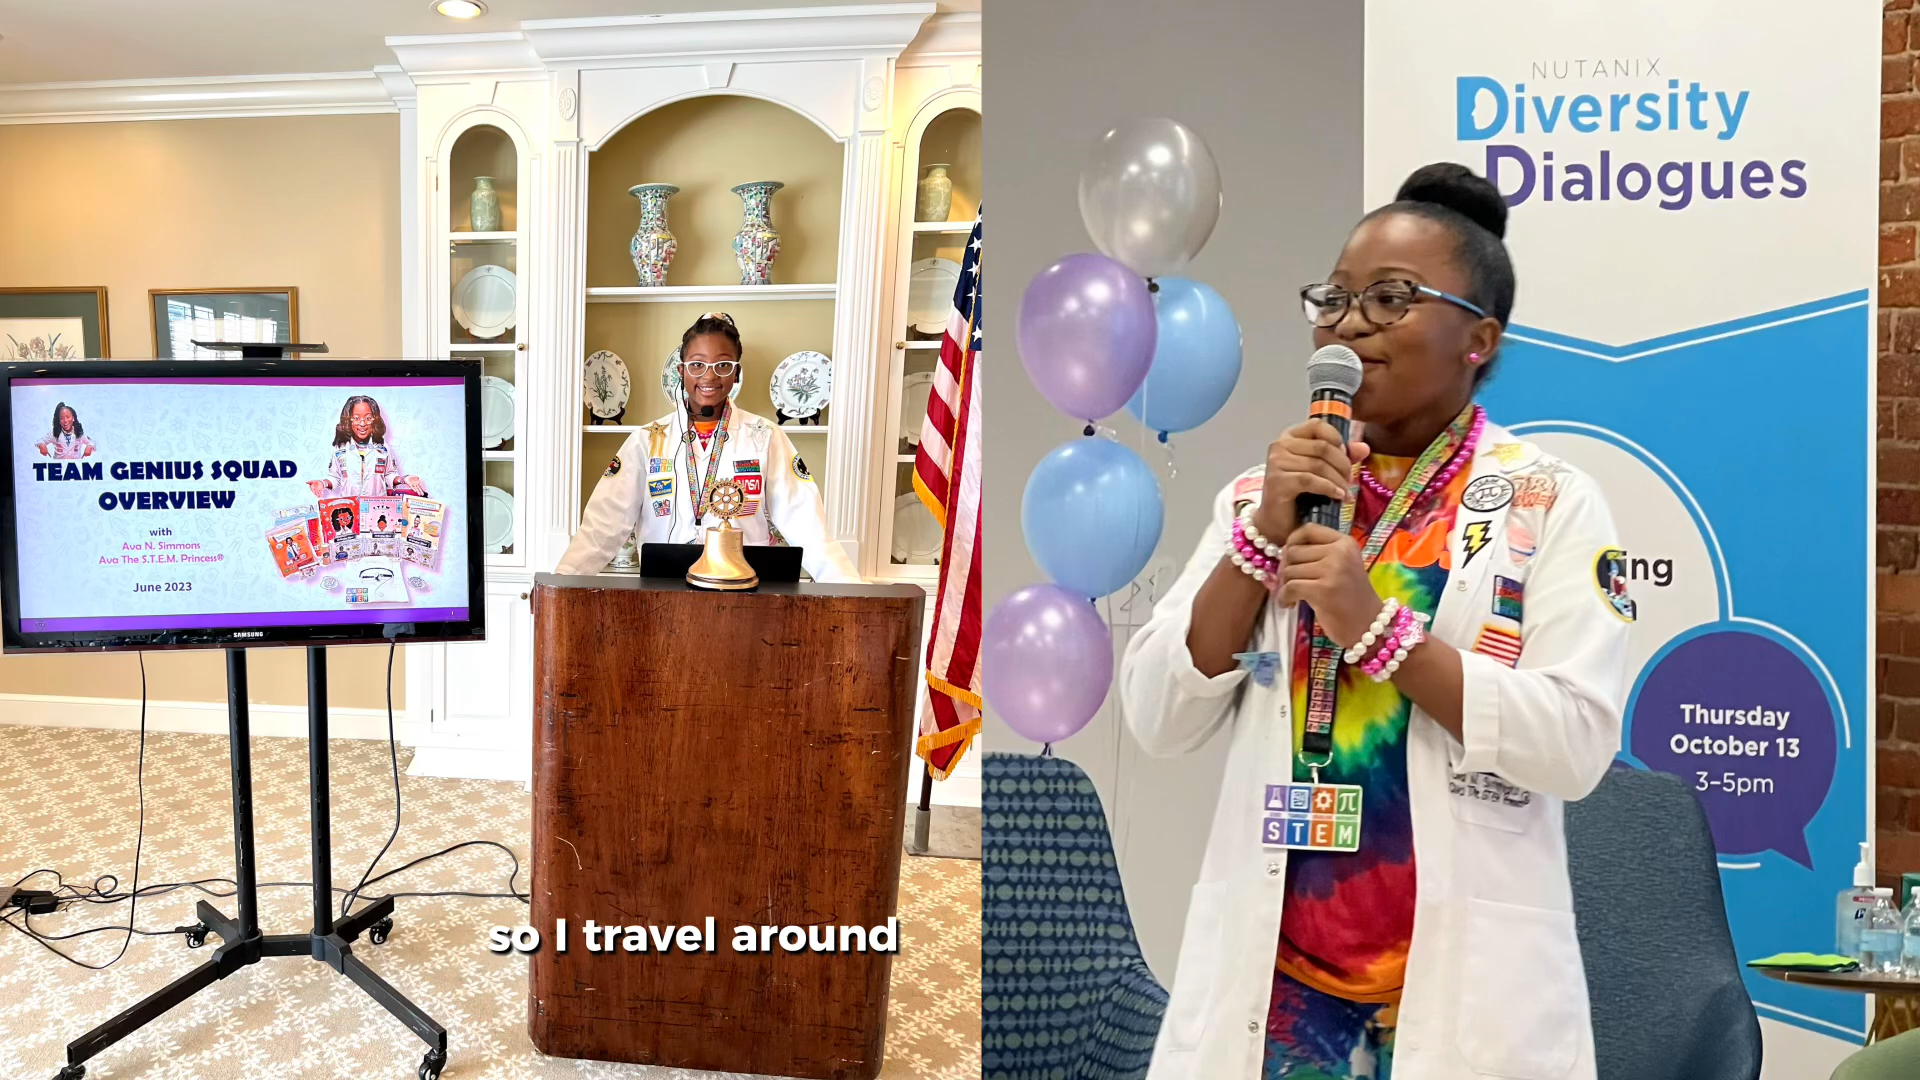 TEAM GENIUS SQUAD
OVERVIEW
with
Ava N. Simmons
Ava The S.T.E.M. Princess®
June 2023
SAMSUNG
NASA
so I travel around
NUTANIX
Diversity
Dialogues
ing
Thursday
October 13
3-5pm
STEM